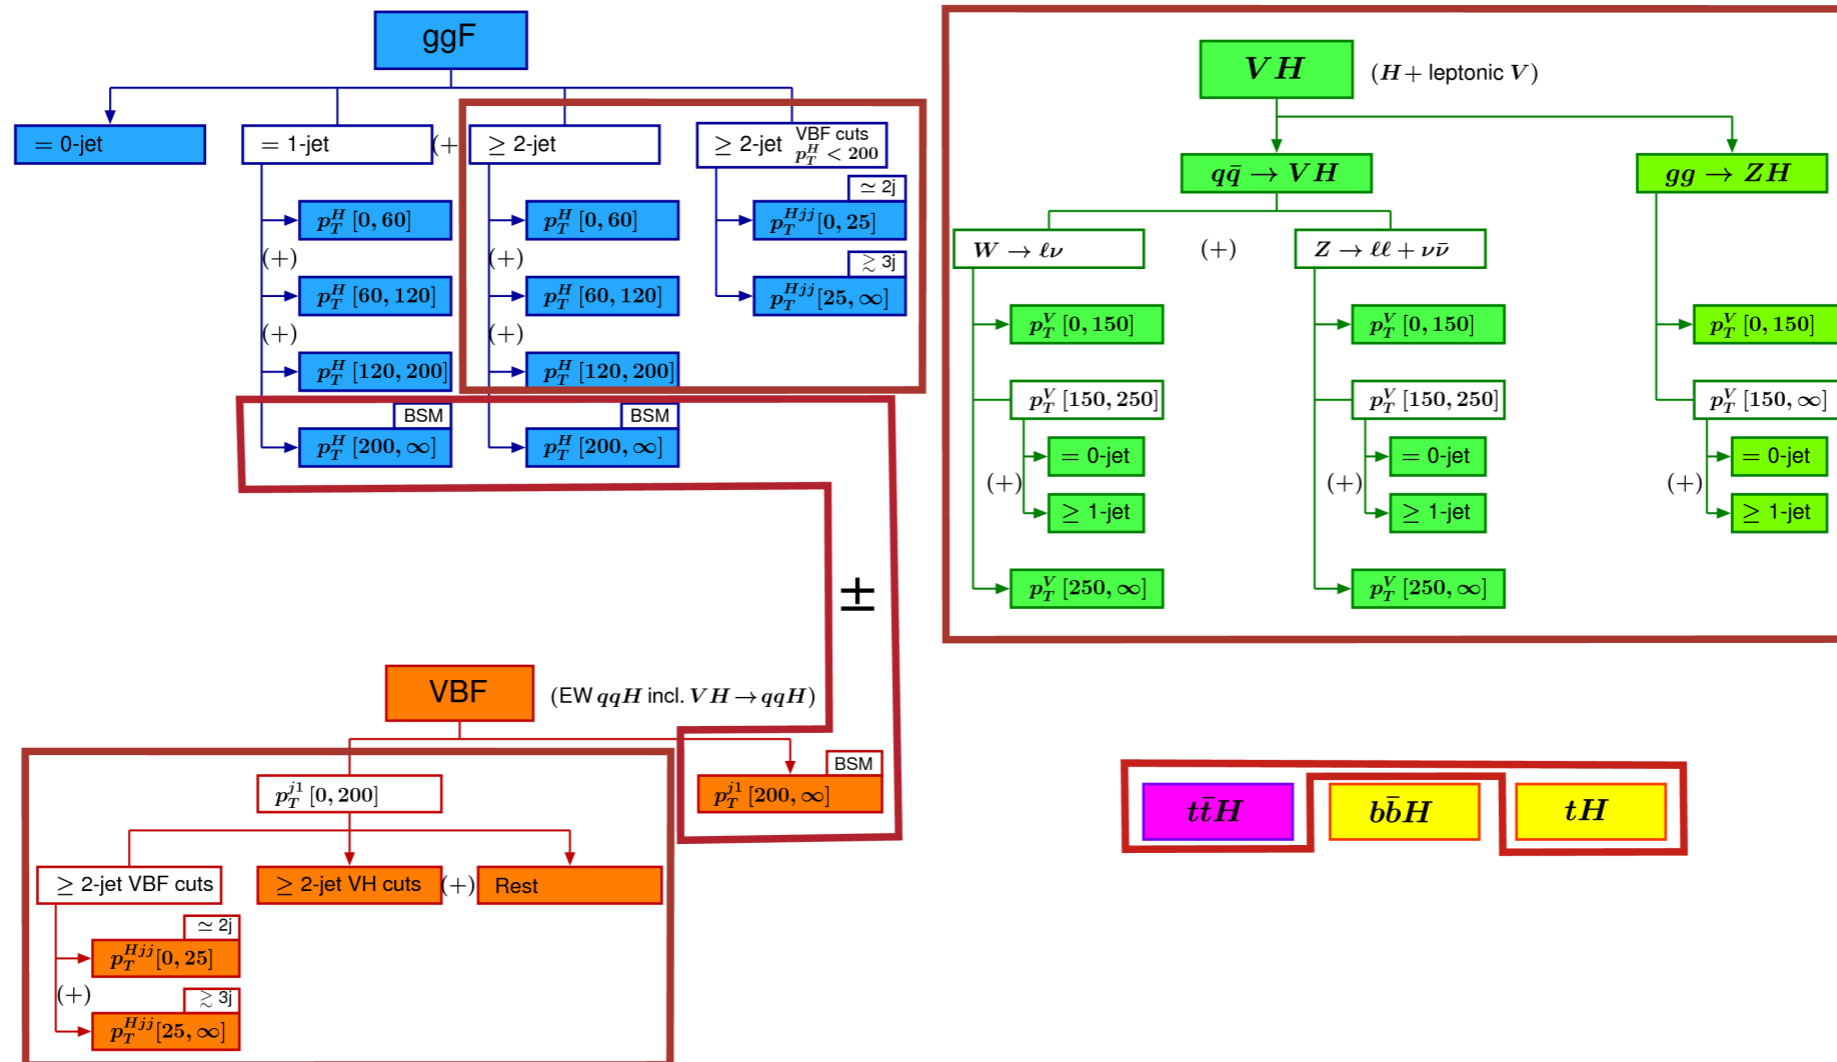 ggF
= 0-jet
= 1-jet
(+)
≥ 2-jet
≥ 2-jet VBF cuts
p_T^H < 200
p_T^H [0, 60]
(+)
p_T^H [60, 120]
(+)
p_T^H [120, 200]
BSM
p_T^H [200, ∞]
p_T^H [0, 60]
(+)
p_T^H [60, 120]
(+)
p_T^H [120, 200]
BSM
p_T^H [200, ∞]
≃ 2j
p_T^{Hjj} [0, 25]
≳ 3j
p_T^{Hjj} [25, ∞]
±
VBF
(EW qqH incl. VH → qqH)
p_T^{j1} [0, 200]
BSM
p_T^{j1} [200, ∞]
≥ 2-jet VBF cuts
≥ 2-jet VH cuts
(+)
Rest
≃ 2j
p_T^{Hjj} [0, 25]
(+)
≳ 3j
p_T^{Hjj} [25, ∞]
VH
(H + leptonic V)
qq̄ → VH
gg → ZH
W → ℓν
(+)
Z → ℓℓ + νν̄
p_T^V [0, 150]
p_T^V [150, 250]
= 0-jet
(+)
≥ 1-jet
p_T^V [250, ∞]
p_T^V [0, 150]
p_T^V [150, 250]
= 0-jet
(+)
≥ 1-jet
p_T^V [250, ∞]
p_T^V [0, 150]
p_T^V [150, ∞]
= 0-jet
(+)
≥ 1-jet
tt̄H
bb̄H
tH